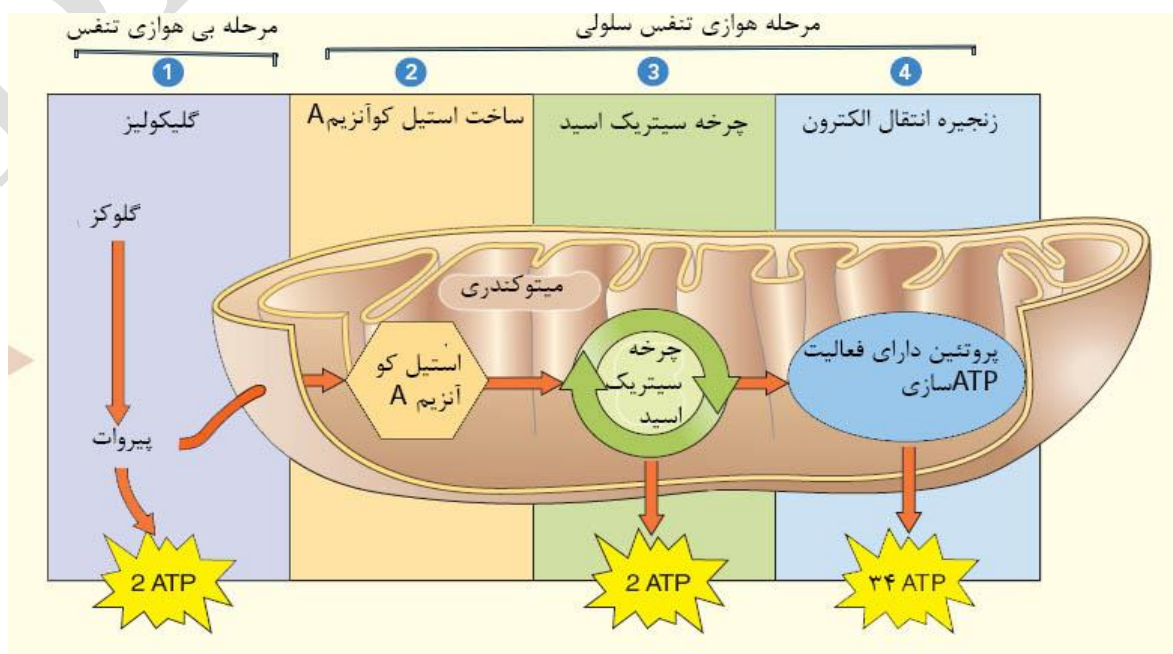 مرحله هوازی تنفس سلولی
مرحله بی هوازی تنفس
1
2
3
4
گلیکولیز
ساخت استیل کوآنزیمA
چرخه سیتریک اسید
زنجیره انتقال الکترون
گلوکز
میتوکندری
استیل کو
آنزیم A
چرخه
سیتریک
اسید
پروتئین دارای فعالیت
ATPسازی
پیروات
2 ATP
2 ATP
۳۴ ATP